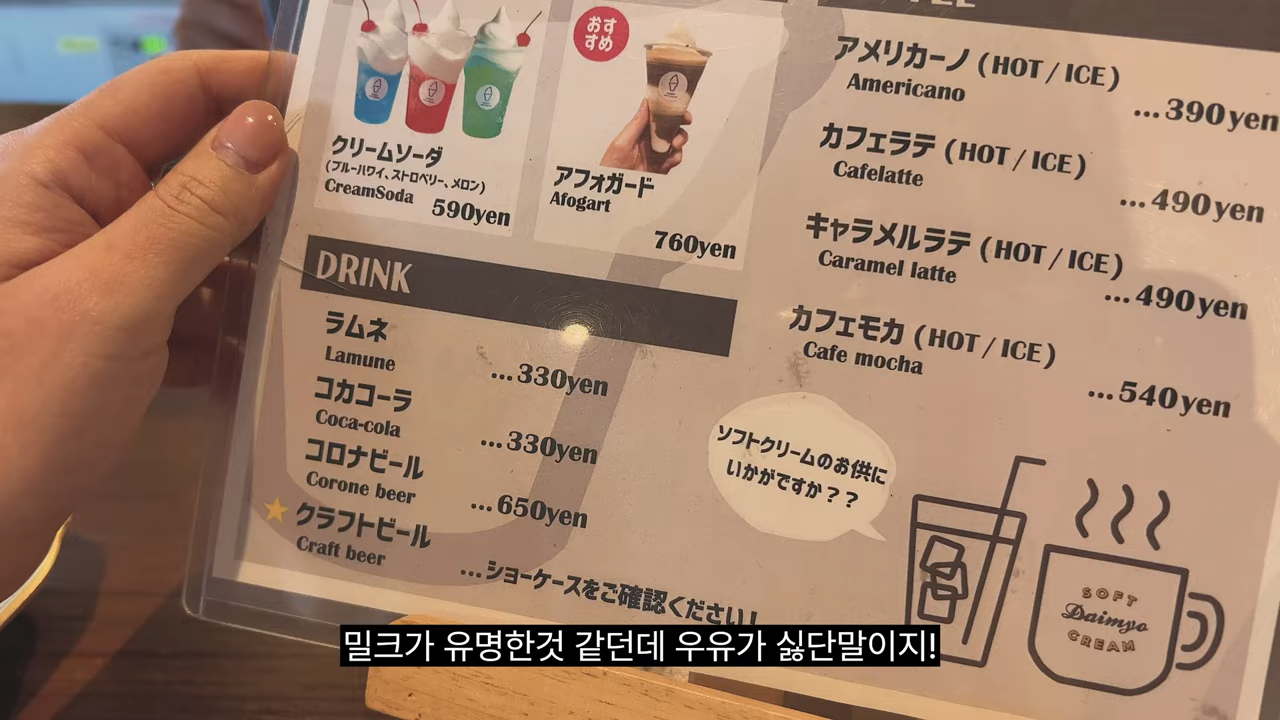 おす
すめ
クリームソーダ
(ブルーハワイ、ストロベリー、メロン)
CreamSoda
590yen
アフォガード
Afogart
760yen
DRINK
ラムネ
Lamune
...330yen
コカコーラ
Coca-cola
...330yen
コロナビール
Corone beer
...650yen
クラフトビール
Craft beer
...ショーケースをご確認ください!
アメリカーノ (HOT / ICE)
Americano
...390yen
カフェラテ (HOT / ICE)
Cafelatte
...490yen
キャラメルラテ (HOT / ICE)
Caramel latte
...490yen
カフェモカ (HOT / ICE)
Cafe mocha
...540yen
ソフトクリームのお供に
いかがですか??
SOFT
Daimyo
CREAM
밀크가 유명한것 같던데 우유가 싫단말이지!